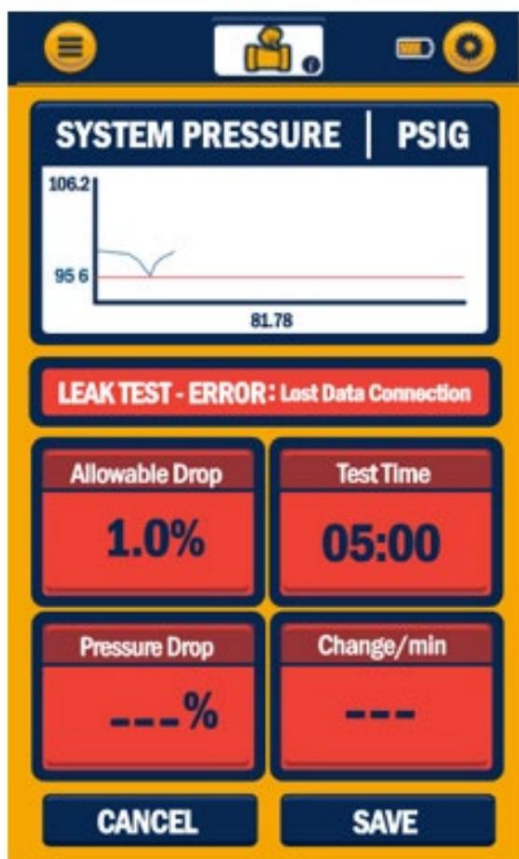 SYSTEM PRESSURE | PSIG
106.2
95 6
81.78
LEAK TEST - ERROR: Lost Data Connection
Allowable Drop
Test Time
1.0%
05:00
Pressure Drop
Change/min
___%
---
CANCEL
SAVE